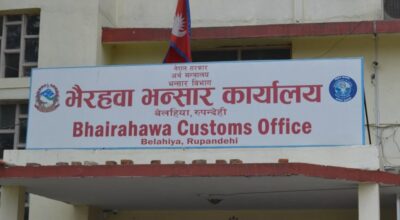 नेपाल सरकार
अर्थ मन्त्रालय
भन्सार विभाग
भैरहवा भन्सार कार्यालय
बेलहिया, रुपन्देही
Bhairahawa Customs Office
Belahiya, Rupandehi